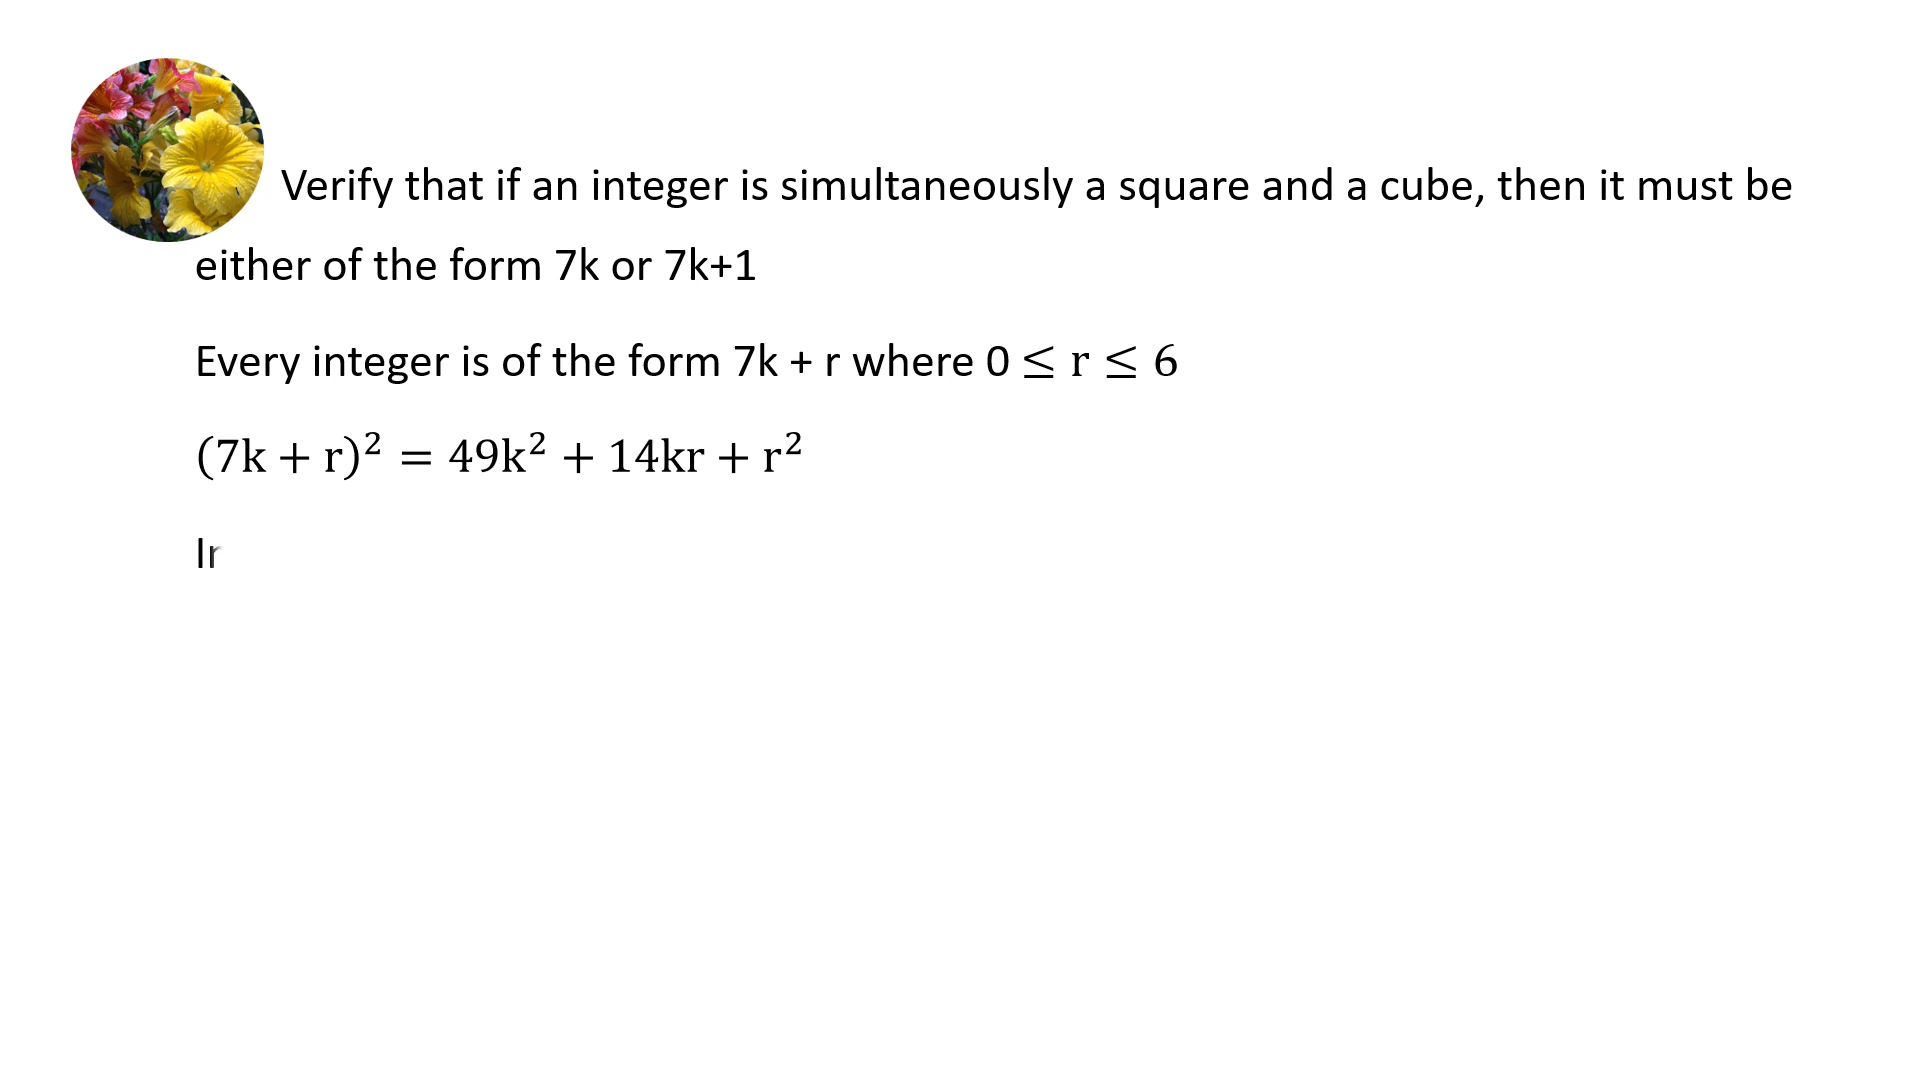 Verify that if an integer is simultaneously a square and a cube, then it must be
either of the form 7k or 7k+1
Every integer is of the form 7k + r where 0 ≤ r ≤ 6
(7k + r)² = 49k² + 14kr + r²